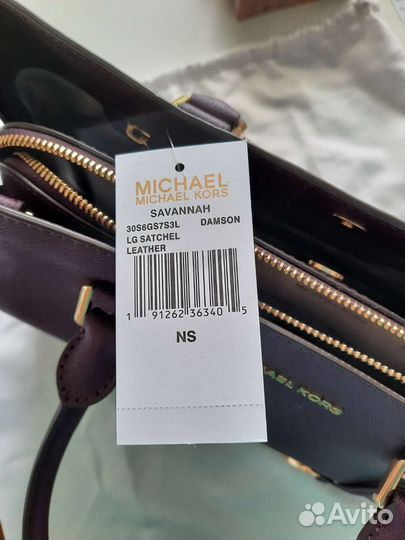 MICHAEL
MICHAEL KORS
SAVANNAH
30S6GS7S3L DAMSON
LG SATCHEL
LEATHER
1 91262 36340 5
NS
AEL KORS
Avito